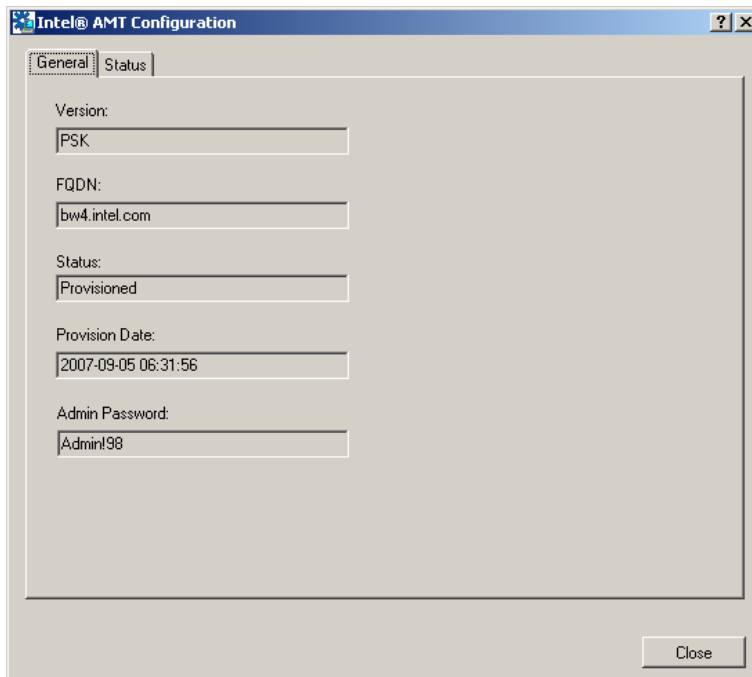 Intel® AMT Configuration
General Status
Version:
PSK
FQDN:
bw4.intel.com
Status:
Provisioned
Provision Date:
2007-09-05 06:31:56
Admin Password:
Admin!98
Close